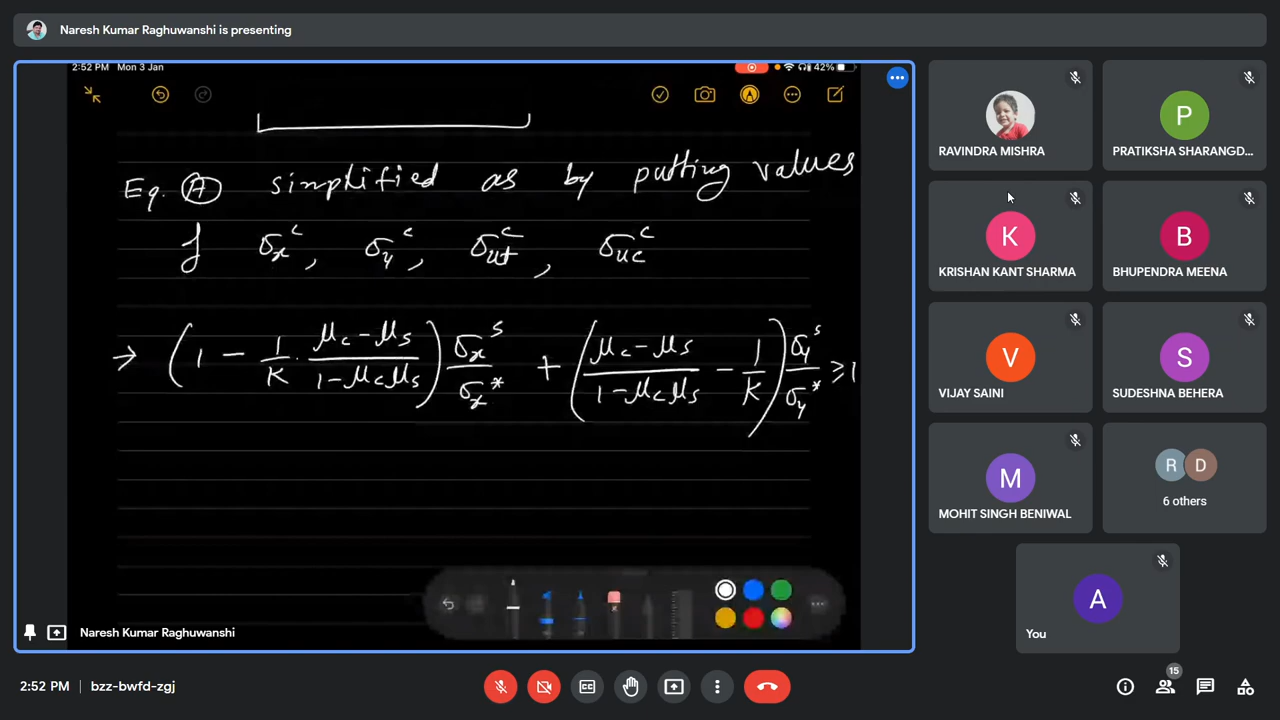 Naresh Kumar Raghuwanshi is presenting
2:52 PM Mon 3 Jan
42%
Eq. Ⓐ simplified as by putting values
of σx^c, σy^c, σut^c, σuc^c
→ (1 - 1/K · (μc - μs)/(1 - μcμs)) σx^s/σx^* + ((μc - μs)/(1 - μcμs) - 1/K) σy^s/σy^* ≥ 1
Naresh Kumar Raghuwanshi
RAVINDRA MISHRA
P
PRATIKSHA SHARANGD...
K
KRISHAN KANT SHARMA
B
BHUPENDRA MEENA
V
VIJAY SAINI
S
SUDESHNA BEHERA
M
MOHIT SINGH BENIWAL
R D
6 others
A
You
2:52 PM | bzz-bwfd-zgj
15